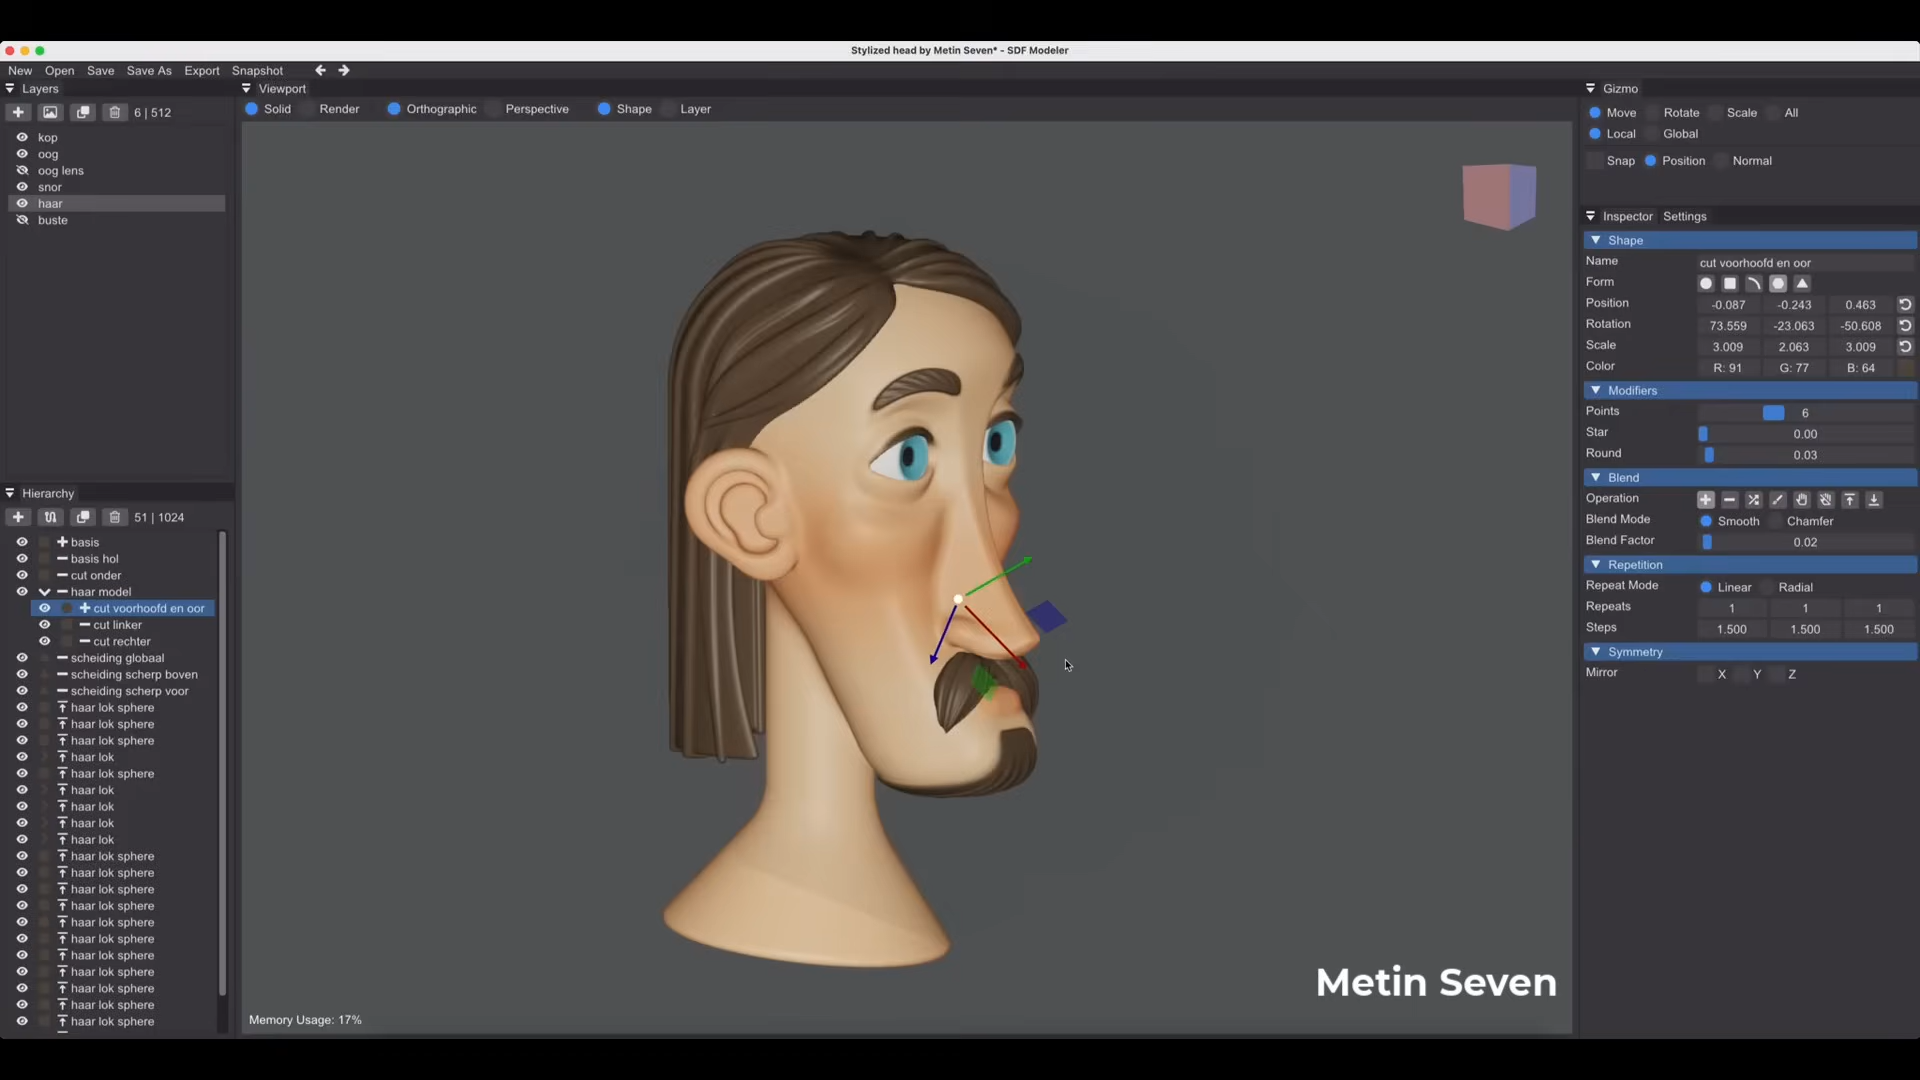 Stylized head by Metin Seven* - SDF Modeler
New Open Save Save As Export Snapshot
Layers
6 | 512
kop
oog
oog lens
snor
haar
buste
Hierarchy
51 | 1024
basis
basis hol
cut onder
haar model
cut voorhoofd en oor
cut linker
cut rechter
scheiding globaal
scheiding scherp boven
scheiding scherp voor
haar lok sphere
haar lok sphere
haar lok sphere
haar lok
haar lok sphere
haar lok
haar lok
haar lok
haar lok
haar lok sphere
haar lok sphere
haar lok sphere
haar lok sphere
haar lok sphere
haar lok sphere
haar lok sphere
haar lok sphere
haar lok sphere
haar lok sphere
haar lok sphere
Viewport
Solid Render Orthographic Perspective Shape Layer
Metin Seven
Memory Usage: 17%
Gizmo
Move Rotate Scale All
Local Global
Snap Position Normal
Inspector Settings
Shape
Name cut voorhoofd en oor
Form
Position -0.087 -0.243 0.463
Rotation 73.559 -23.063 -50.608
Scale 3.009 2.063 3.009
Color R: 91 G: 77 B: 64
Modifiers
Points 6
Star 0.00
Round 0.03
Blend
Operation
Blend Mode Smooth Chamfer
Blend Factor 0.02
Repetition
Repeat Mode Linear Radial
Repeats 1 1 1
Steps 1.500 1.500 1.500
Symmetry
Mirror X Y Z